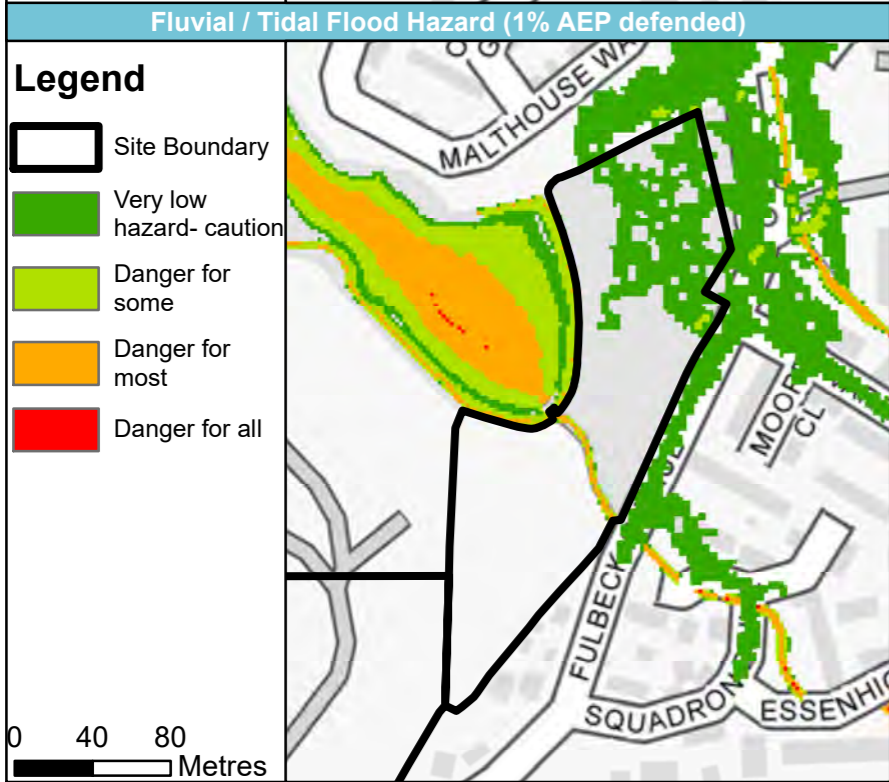 Fluvial / Tidal Flood Hazard (1% AEP defended)
Legend
Site Boundary
Very low
hazard- caution
Danger for
some
Danger for
most
Danger for all
0 40 80
Metres
MALTHOUSE WA
FULBECK
MOOR
CL
SQUADRON
ESSENHIG